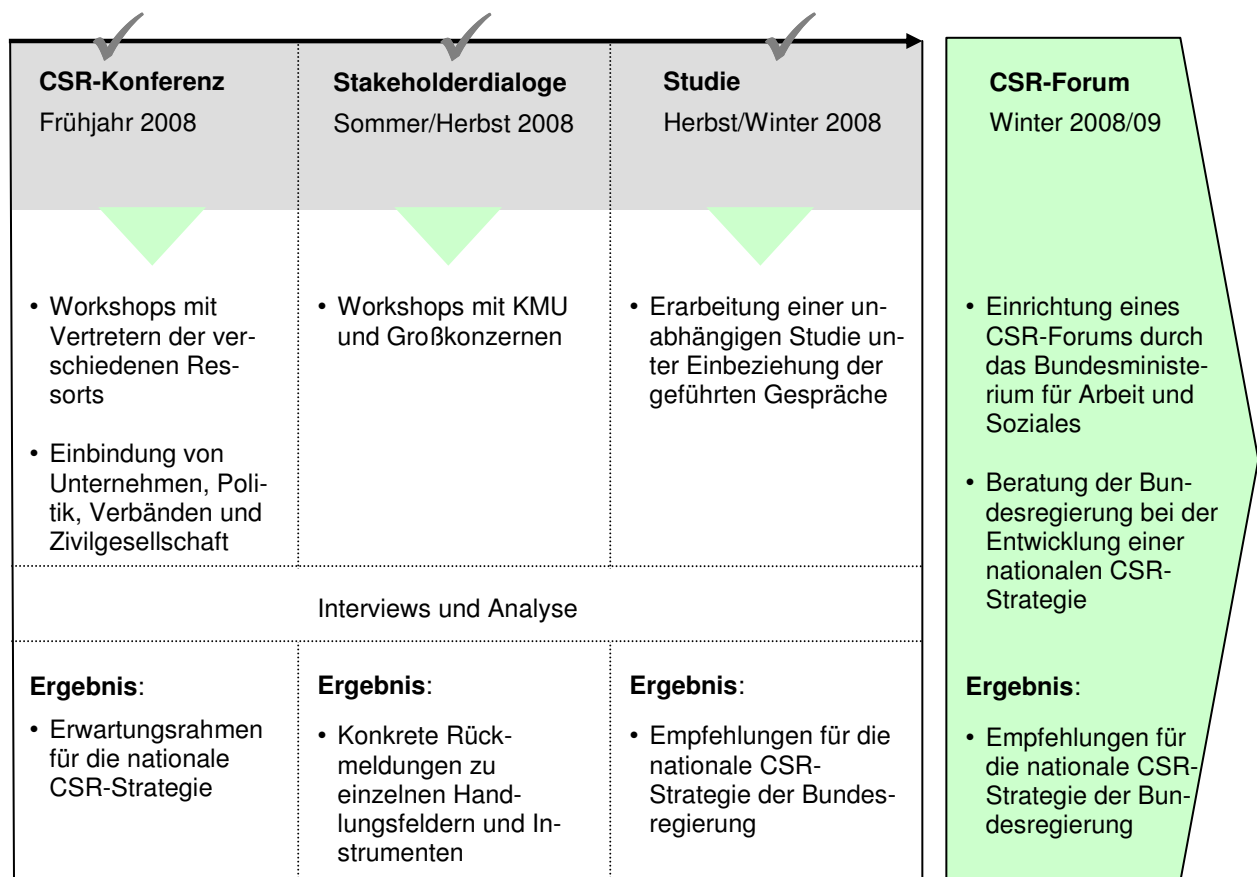 CSR-Konferenz
Frühjahr 2008
• Workshops mit
Vertretern der ver-
schiedenen Res-
sorts
• Einbindung von
Unternehmen, Poli-
tik, Verbänden und
Zivilgesellschaft
Stakeholderdialoge
Sommer/Herbst 2008
• Workshops mit KMU
und Großkonzernen
Studie
Herbst/Winter 2008
• Erarbeitung einer un-
abhängigen Studie un-
ter Einbeziehung der
geführten Gespräche
Interviews und Analyse
Ergebnis:
• Erwartungsrahmen
für die nationale
CSR-Strategie
Ergebnis:
• Konkrete Rück-
meldungen zu
einzelnen Hand-
lungsfeldern und In-
strumenten
Ergebnis:
• Empfehlungen für die
nationale CSR-
Strategie der Bundes-
regierung
CSR-Forum
Winter 2008/09
• Einrichtung eines
CSR-Forums durch
das Bundesministe-
rium für Arbeit und
Soziales
• Beratung der Bun-
desregierung bei der
Entwicklung einer
nationalen CSR-
Strategie
Ergebnis:
• Empfehlungen für
die nationale CSR-
Strategie der Bun-
desregierung